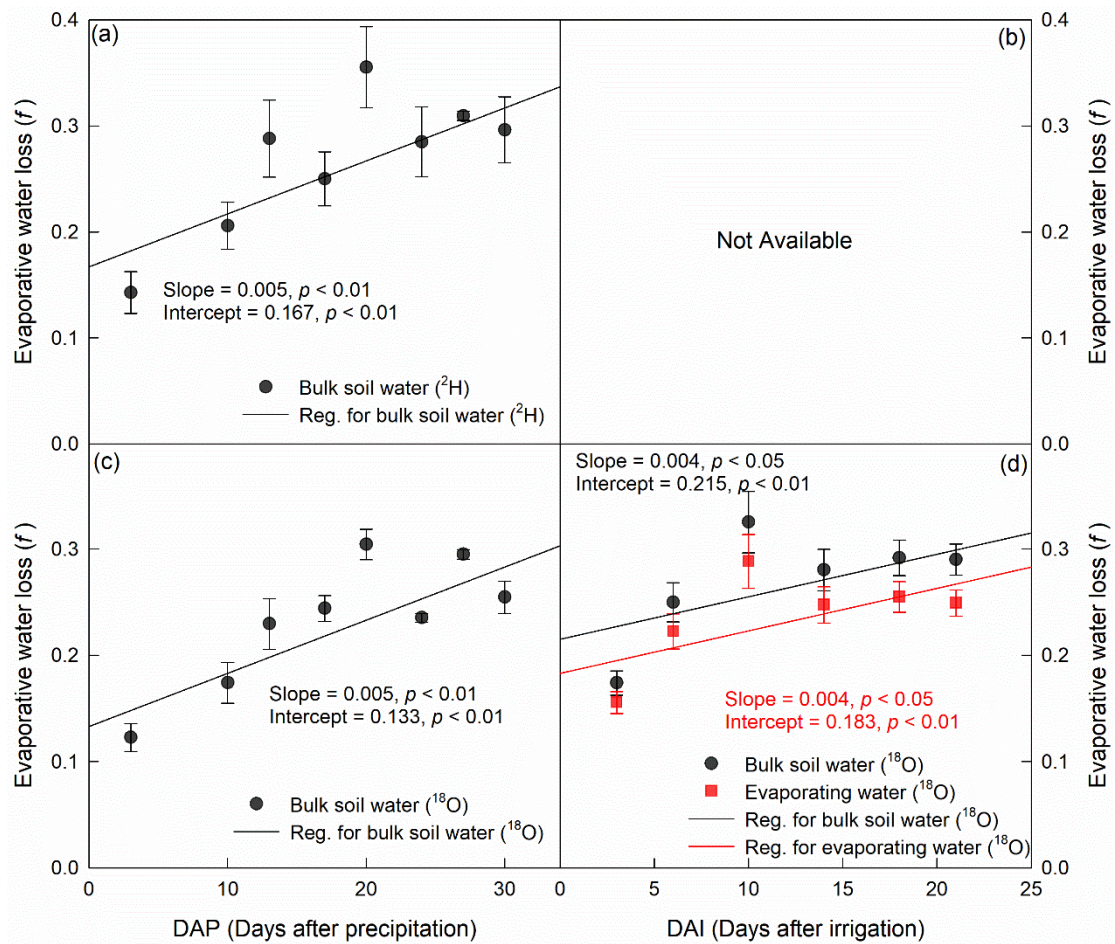 (a)
(b)
0.4
0.3
0.2
0.1
0.0
Evaporative water loss (f )
Slope = 0.005, p < 0.01
Intercept = 0.167, p < 0.01
Bulk soil water (²H)
Reg. for bulk soil water (²H)
Not Available
0.4
0.3
0.2
0.1
0.0
Evaporative water loss (f )
(c)
(d)
0.3
0.2
0.1
0.0
Evaporative water loss (f )
Slope = 0.005, p < 0.01
Intercept = 0.133, p < 0.01
Bulk soil water (¹⁸O)
Reg. for bulk soil water (¹⁸O)
Slope = 0.004, p < 0.05
Intercept = 0.215, p < 0.01
Slope = 0.004, p < 0.05
Intercept = 0.183, p < 0.01
Bulk soil water (¹⁸O)
Evaporating water (¹⁸O)
Reg. for bulk soil water (¹⁸O)
Reg. for evaporating water (¹⁸O)
0.3
0.2
0.1
0.0
Evaporative water loss (f )
0 10 20 30
DAP (Days after precipitation)
0 5 10 15 20 25
DAI (Days after irrigation)